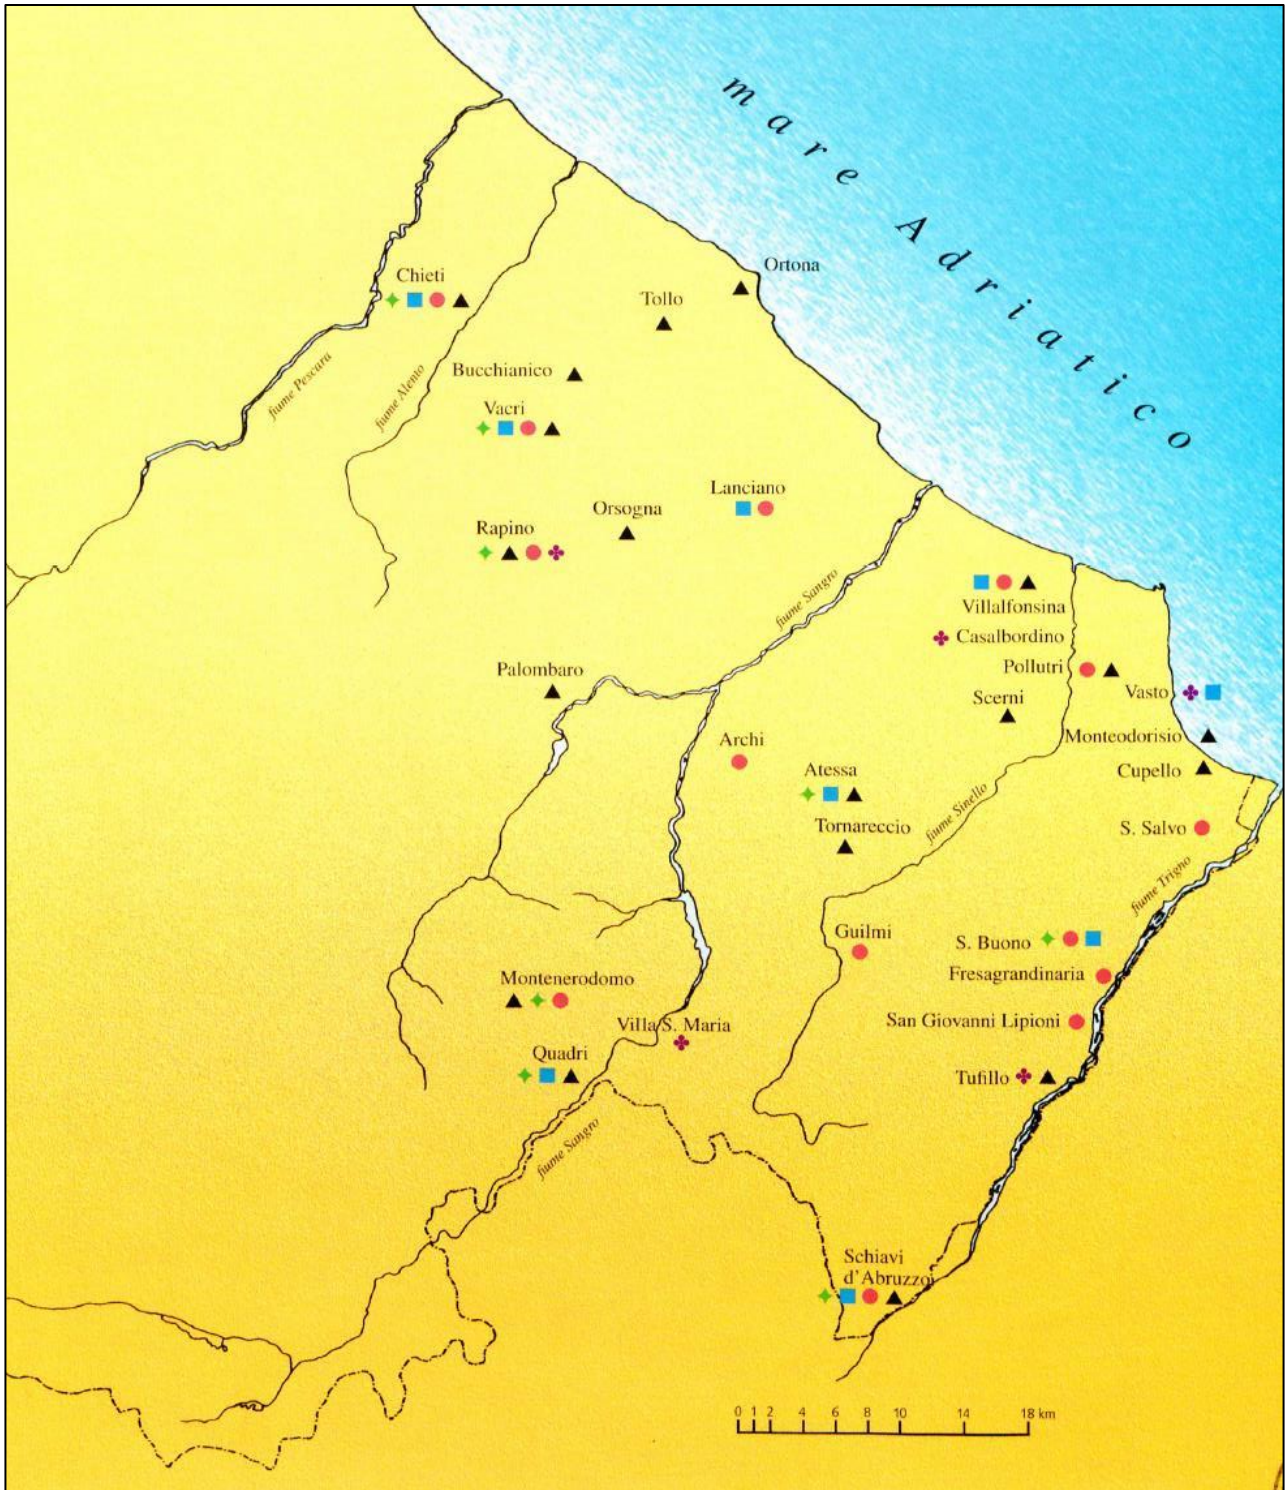 mare Adriatico
Ortona
Chieti
Tollo
fiume Pescara
fiume Alento
Bucchianico
Vacri
Lanciano
Orsogna
Rapino
fiume Sangro
Villalfonsina
Casalbordino
Pollutri
Palombaro
Vasto
Scerni
Monteodorisio
Archi
Cupello
Atessa
fiume Sinello
Tornareccio
S. Salvo
fiume Trigno
Guilmi
S. Buono
Fresagrandinaria
Montenerodomo
San Giovanni Lipioni
Villa S. Maria
Quadri
Tufillo
fiume Sangro
Schiavi
d'Abruzzo
0 1 2 4 6 8 10 14 18 km